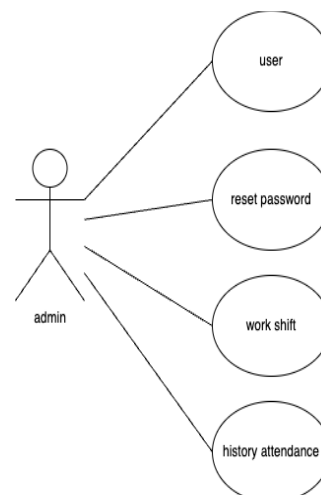 user
reset password
admin
work shift
history attendance